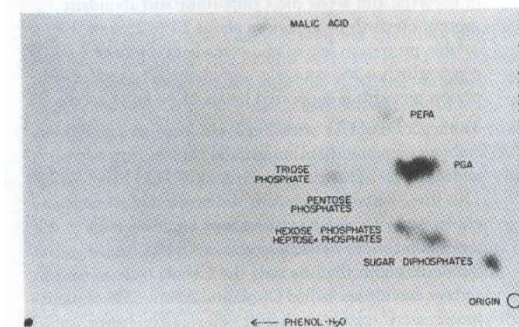 MALIC ACID
PEPA
PGA
TRIOSE
PHOSPHATE
PENTOSE
PHOSPHATES
HEXOSE PHOSPHATES
HEPTOSE PHOSPHATES
SUGAR DIPHOSPHATES
ORIGIN
← PHENOL-H₂O